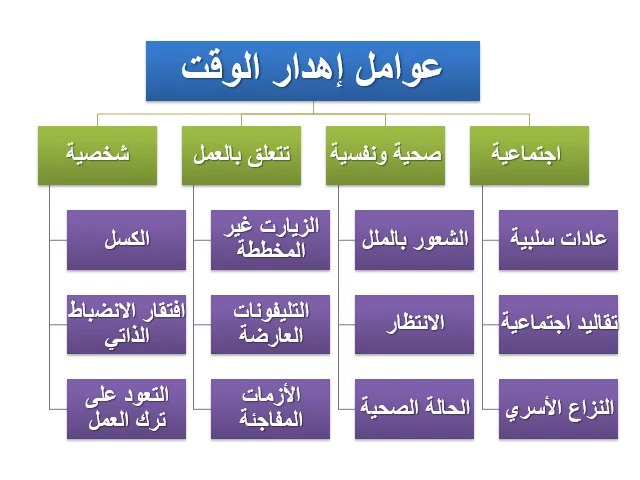 عوامل إهدار الوقت
اجتماعية
صحية ونفسية
تتعلق بالعمل
شخصية
عادات سلبية
تقاليد اجتماعية
النزاع الأسري
الشعور بالملل
الانتظار
الحالة الصحية
الزيارت غير
المخططة
التليفونات
العارضة
الأزمات
المفاجئة
الكسل
افتقار الانضباط
الذاتي
التعود على
ترك العمل